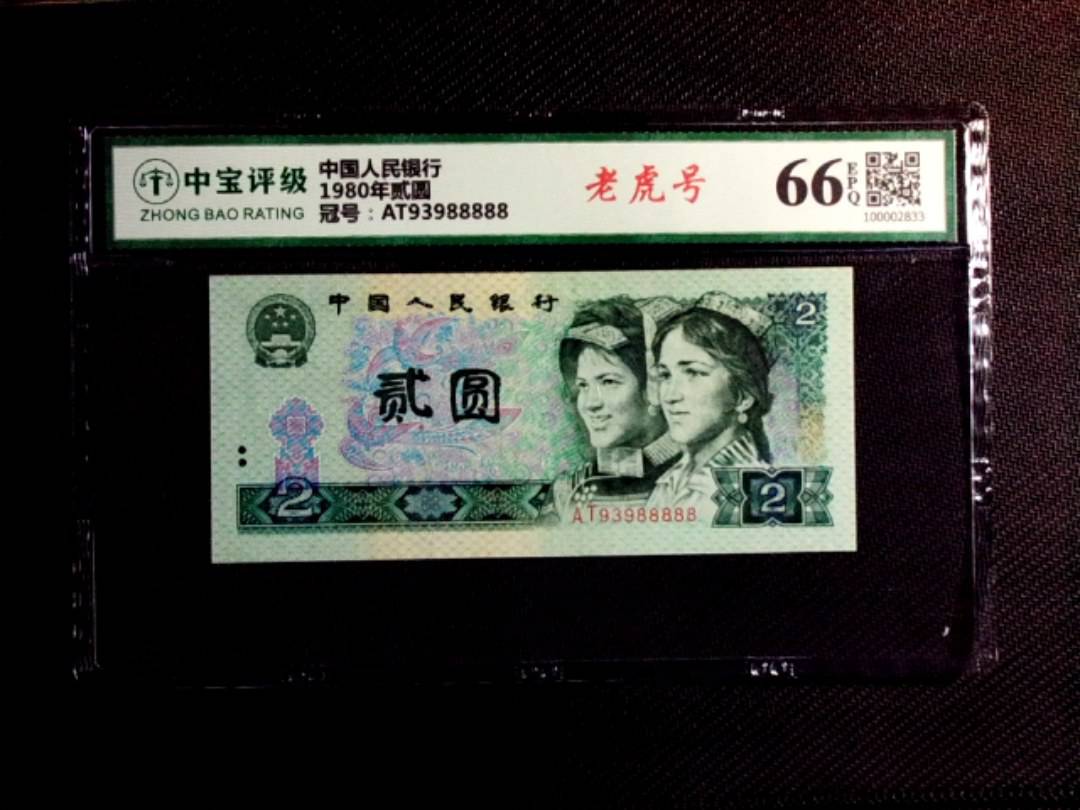 中宝评级
ZHONG BAO RATING
中国人民银行
1980年贰圆
冠号：AT93988888
老虎号
66
EPQ
100002833
中国人民银行
2
贰圆
2
AT93988888
2